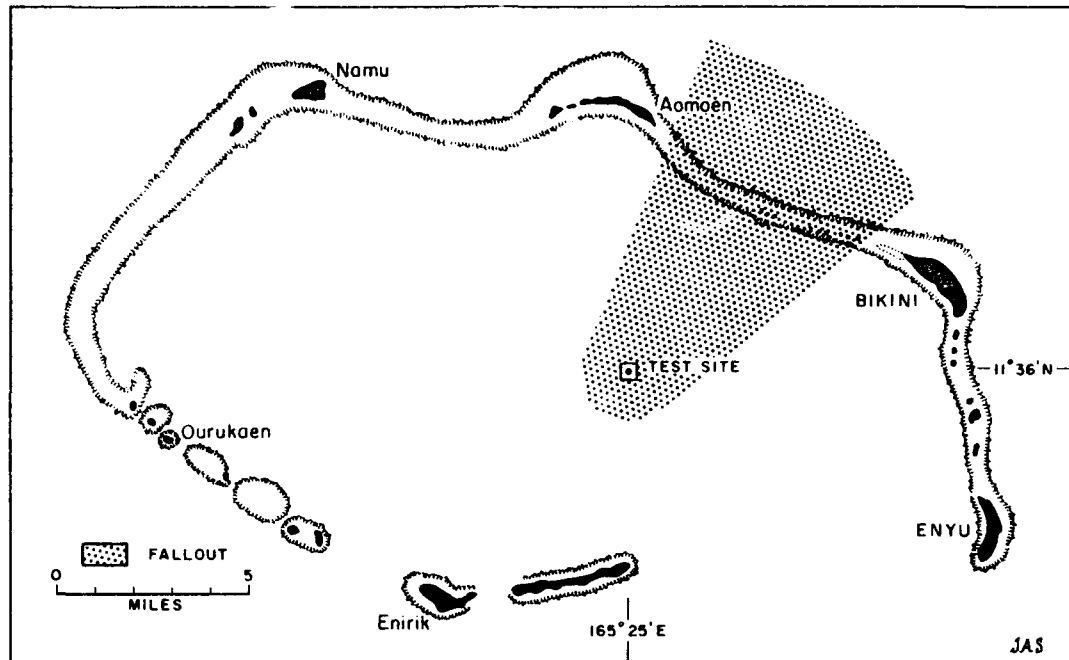 Namu
Aomoen
BIKINI
TEST SITE
11° 36'N
Ourukaen
ENYU
FALLOUT
0 5
MILES
Enirik
165° 25'E
JAS